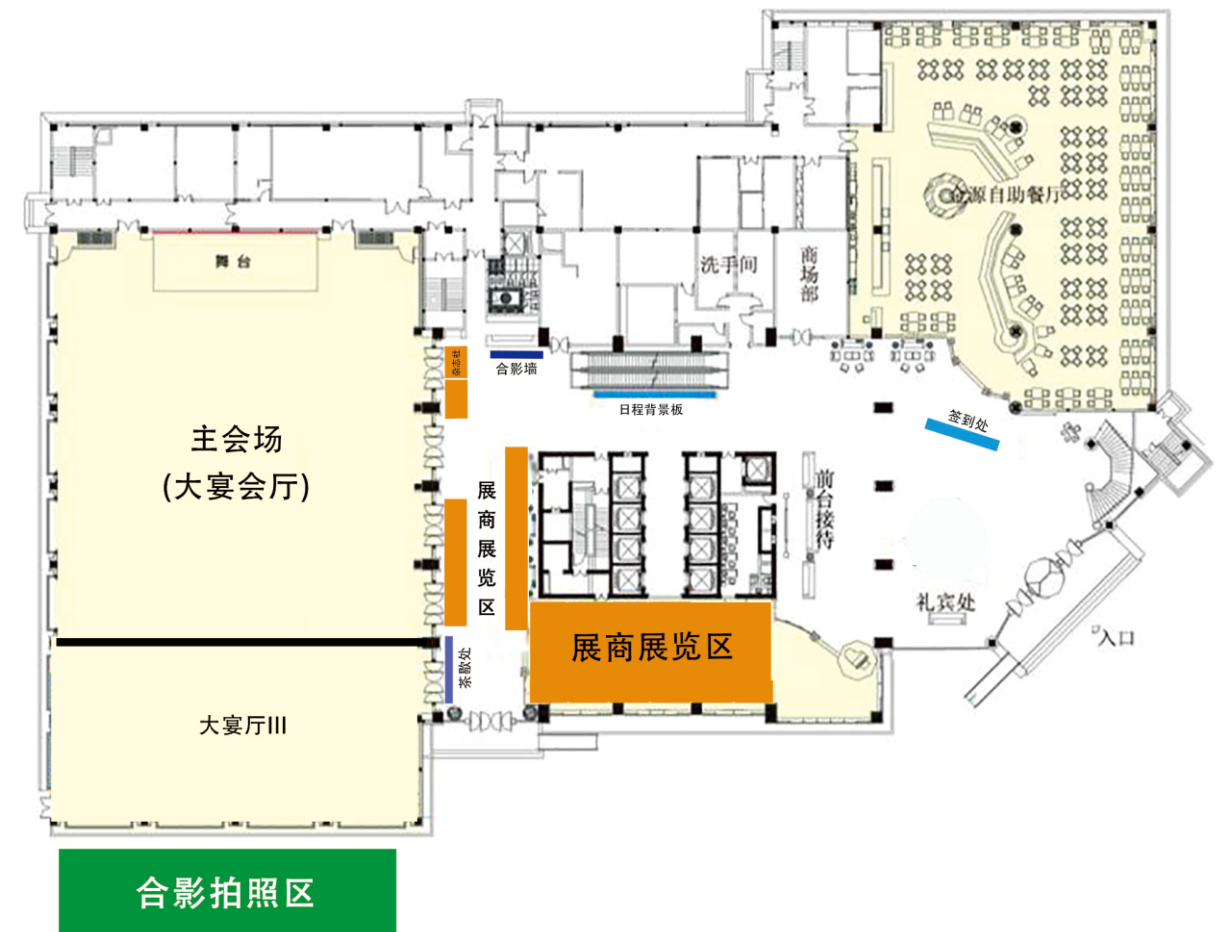 金源自助餐厅
舞台
洗手间
商场部
杂志社
合影墙
日程背景板
签到处
主会场
(大宴会厅)
展商展览区
前台接待
礼宾处
入口
展商展览区
茶歇处
大宴厅III
合影拍照区